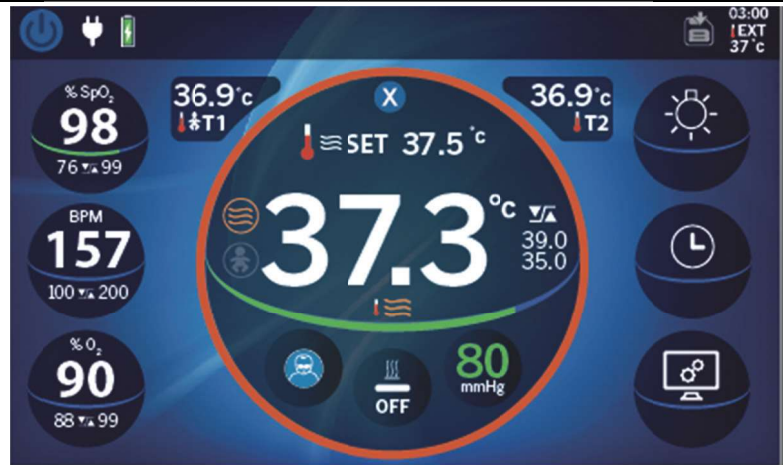 03:00
EXT
37 °c
% SpO₂
98
76 99
36.9°c
T1
X
SET 37.5 °c
36.9°c
T2
BPM
157
100 200
37.3 °c
39.0
35.0
% O₂
90
88 99
OFF
80
mmHg